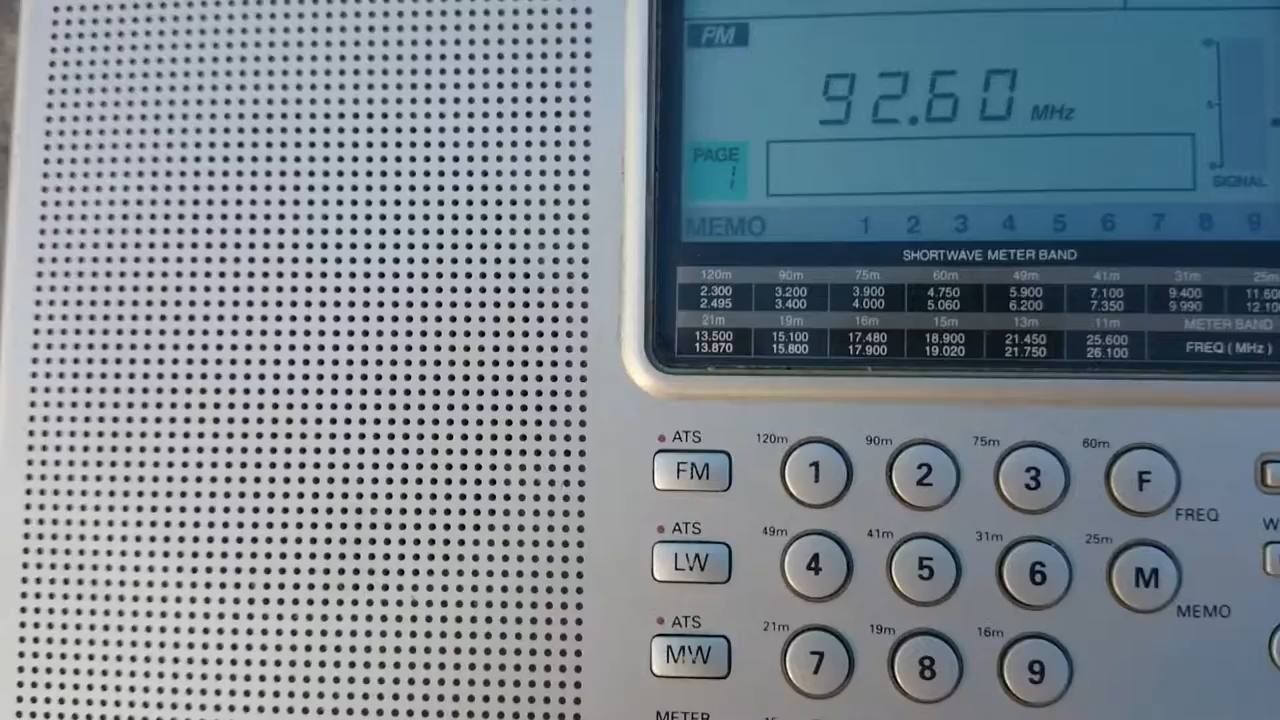 FM
92.60 MHz
PAGE
1
SIGNAL
MEMO 1 2 3 4 5 6 7 8 9
SHORTWAVE METER BAND
120m 90m 75m 60m 49m 41m 31m 25m
2.300 3.200 3.900 4.750 5.900 7.100 9.400 11.600
2.495 3.400 4.000 5.060 6.200 7.350 9.990 12.100
21m 19m 16m 15m 13m 11m METER BAND
13.500 15.100 17.480 18.900 21.450 25.600 FREQ (MHz)
13.870 15.800 17.900 19.020 21.750 26.100
ATS 120m 90m 75m 60m
FM 1 2 3 F
FREQ
ATS 49m 41m 31m 25m
LW 4 5 6 M
MEMO
ATS 21m 19m 16m
MW 7 8 9
METER